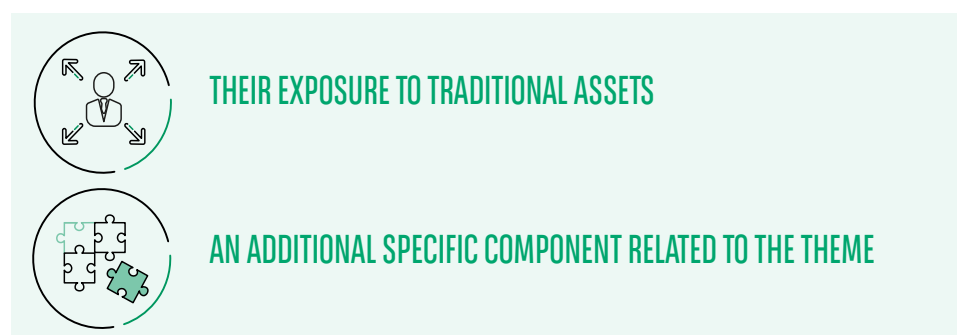 THEIR EXPOSURE TO TRADITIONAL ASSETS
AN ADDITIONAL SPECIFIC COMPONENT RELATED TO THE THEME